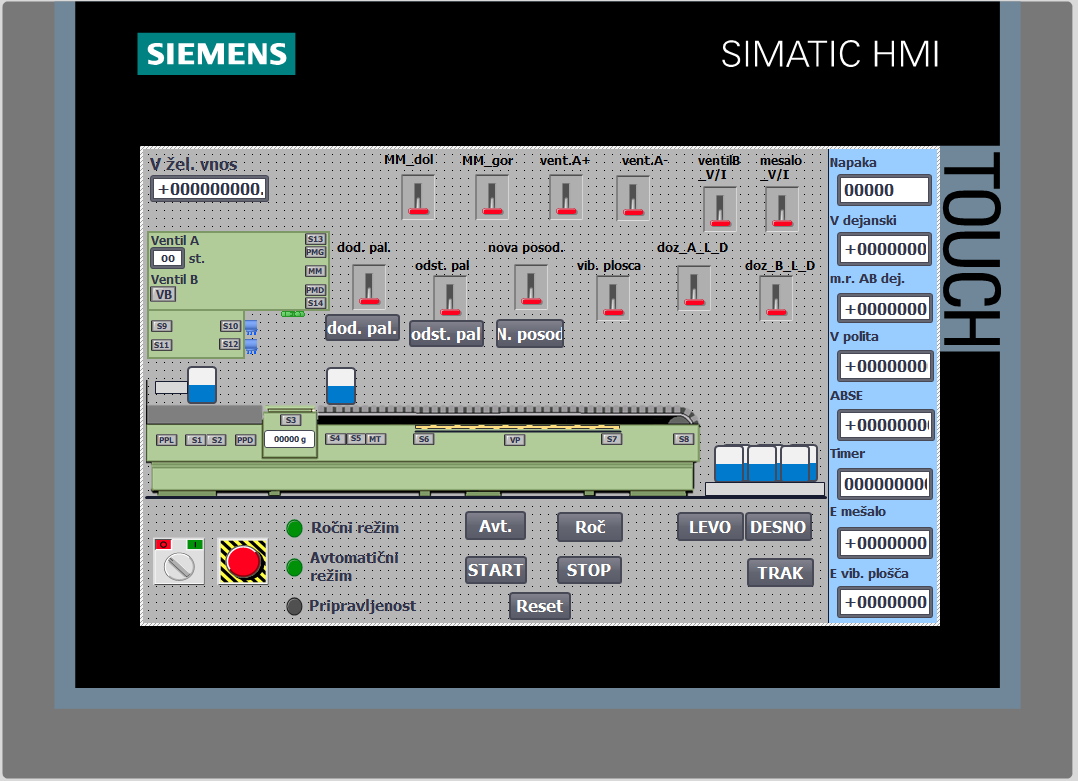 SIEMENS
SIMATIC HMI
TOUCH
V žel. vnos
+000000000.
MM_dol
MM_gor
vent.A+
vent.A-
ventilB
_V/I
mesalo
_V/I
Ventil A
00 st.
Ventil B
VB
S13
PMG
MM
PMD
S14
S9
S10
S11
S12
dod. pal.
odst. pal
nova posod.
vib. plosca
doz_A_L_D
doz_B_L_D
dod. pal.
odst. pal
N. posod
PPL
S1
S2
PPD
S3
00000 g
S4
S5
MT
S6
VP
S7
S8
O
I
Ročni režim
Avtomatični
režim
Pripravljenost
Avt.
Roč
LEVO
DESNO
START
STOP
TRAK
Reset
Napaka
00000
V dejanski
+0000000
m.r. AB dej.
+0000000
V polita
+0000000
ABSE
+0000000
Timer
00000000
E mešalo
+0000000
E vib. plošča
+0000000